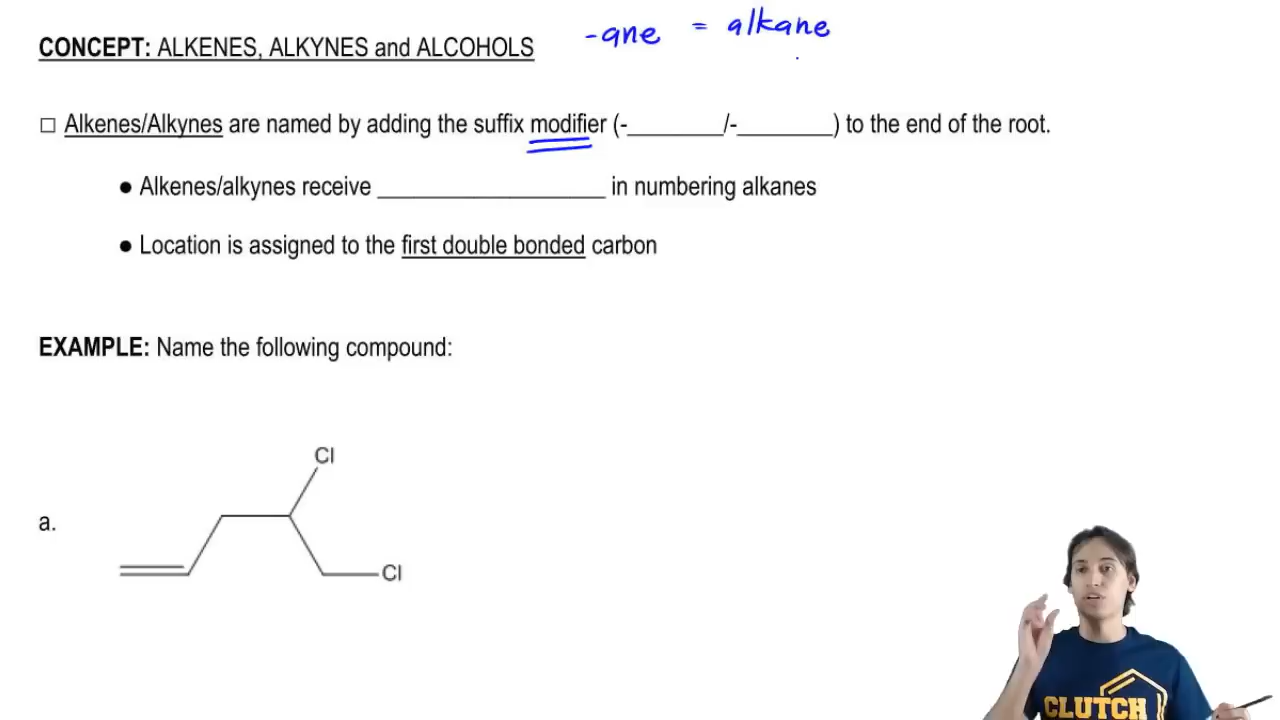 CONCEPT: ALKENES, ALKYNES and ALCOHOLS -ane = alkane
□ Alkenes/Alkynes are named by adding the suffix modifier (-________/-________) to the end of the root.
● Alkenes/alkynes receive __________________ in numbering alkanes
● Location is assigned to the first double bonded carbon
EXAMPLE: Name the following compound:
Cl
a.
Cl
CLUTCH